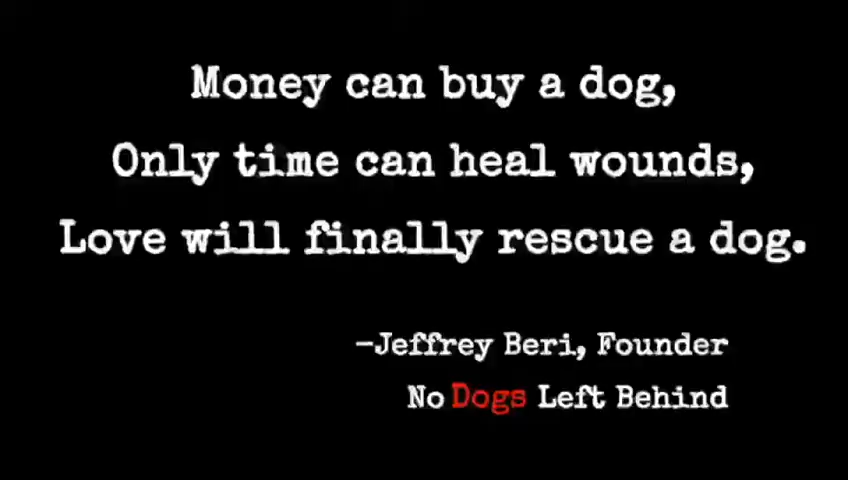 Money can buy a dog,
Only time can heal wounds,
Love will finally rescue a dog.
-Jeffrey Beri, Founder
No Dogs Left Behind